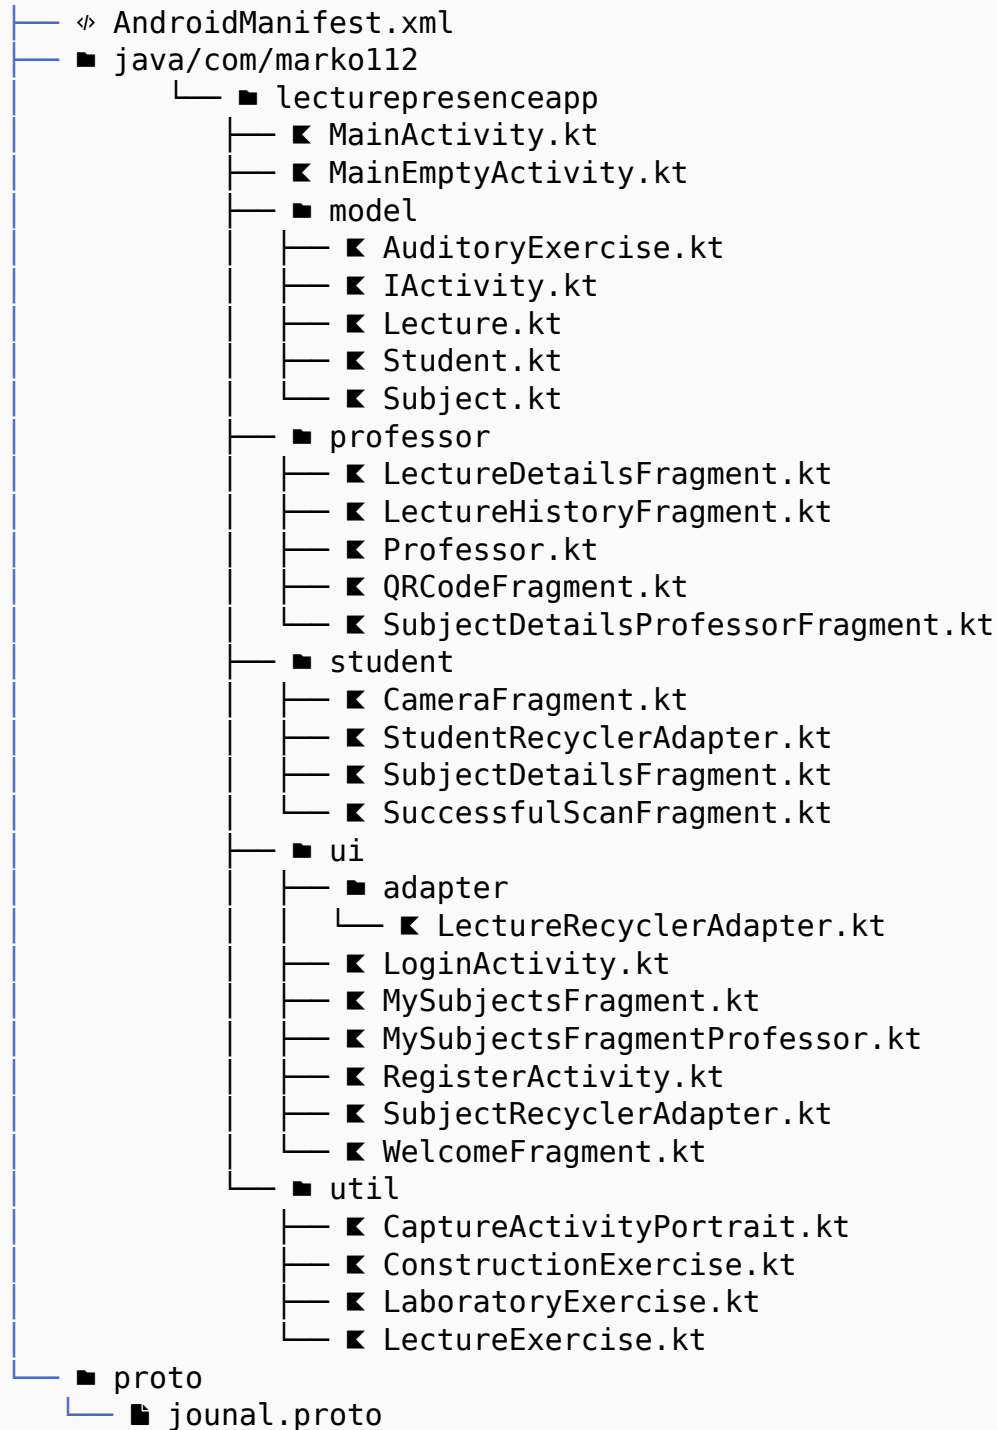 AndroidManifest.xml
java/com/marko112
lecturepresenceapp
MainActivity.kt
MainEmptyActivity.kt
model
AuditoryExercise.kt
IActivity.kt
Lecture.kt
Student.kt
Subject.kt
professor
LectureDetailsFragment.kt
LectureHistoryFragment.kt
Professor.kt
QRCodeFragment.kt
SubjectDetailsProfessorFragment.kt
student
CameraFragment.kt
StudentRecyclerAdapter.kt
SubjectDetailsFragment.kt
SuccessfulScanFragment.kt
ui
adapter
LectureRecyclerAdapter.kt
LoginActivity.kt
MySubjectsFragment.kt
MySubjectsFragmentProfessor.kt
RegisterActivity.kt
SubjectRecyclerAdapter.kt
WelcomeFragment.kt
util
CaptureActivityPortrait.kt
ConstructionExercise.kt
LaboratoryExercise.kt
LectureExercise.kt
proto
jounal.proto